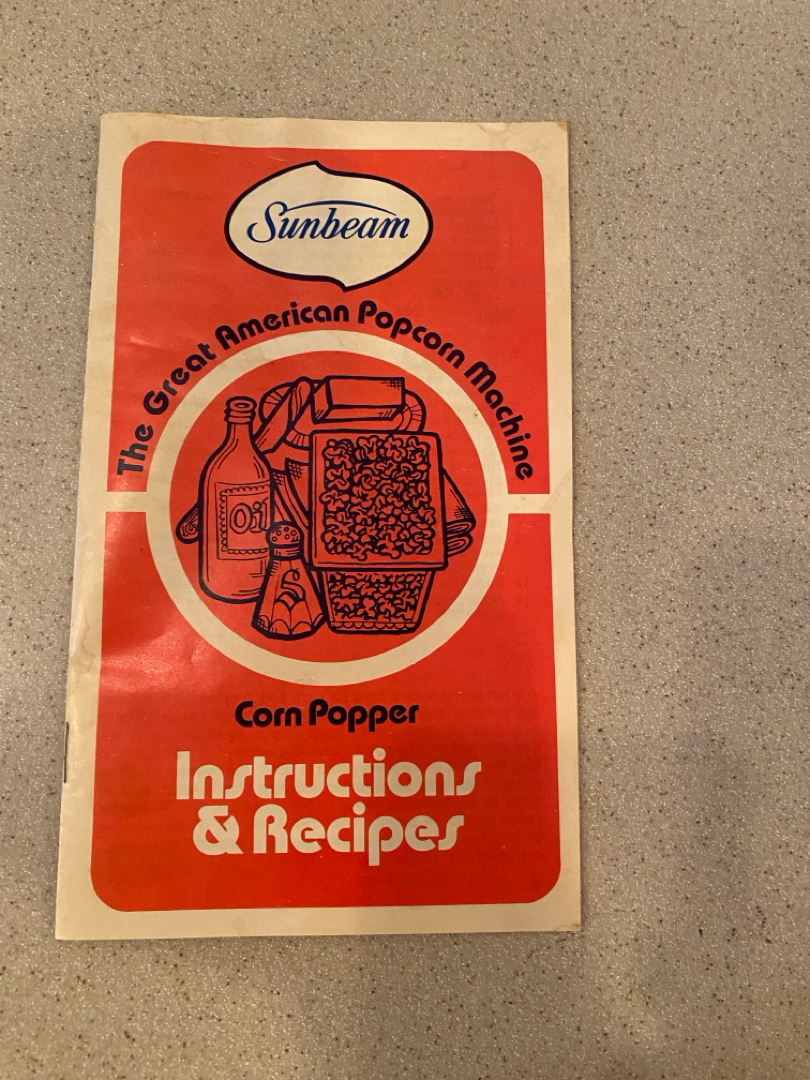 Sunbeam
The Great American Popcorn Machine
Oil
S
Corn Popper
Instructions
& Recipes